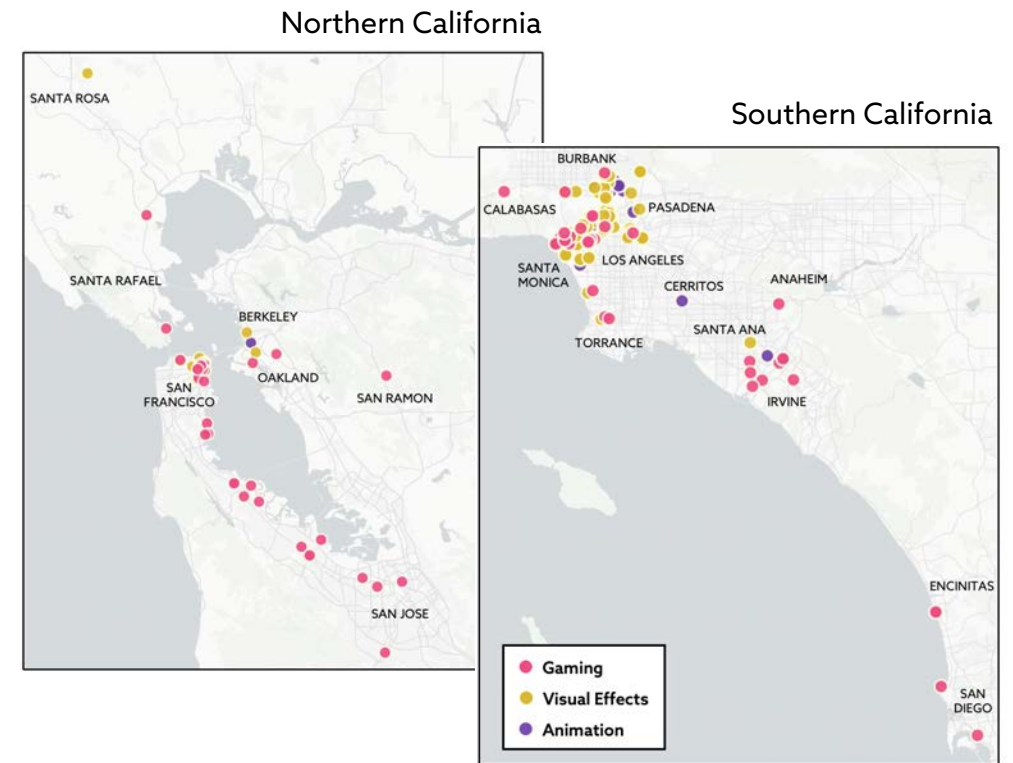 Northern California
SANTA ROSA
SANTA RAFAEL
BERKELEY
OAKLAND
SAN
FRANCISCO
SAN RAMON
SAN JOSE
Southern California
BURBANK
CALABASAS
PASADENA
LOS ANGELES
SANTA
MONICA
CERRITOS
ANAHEIM
SANTA ANA
TORRANCE
IRVINE
ENCINITAS
SAN
DIEGO
Gaming
Visual Effects
Animation